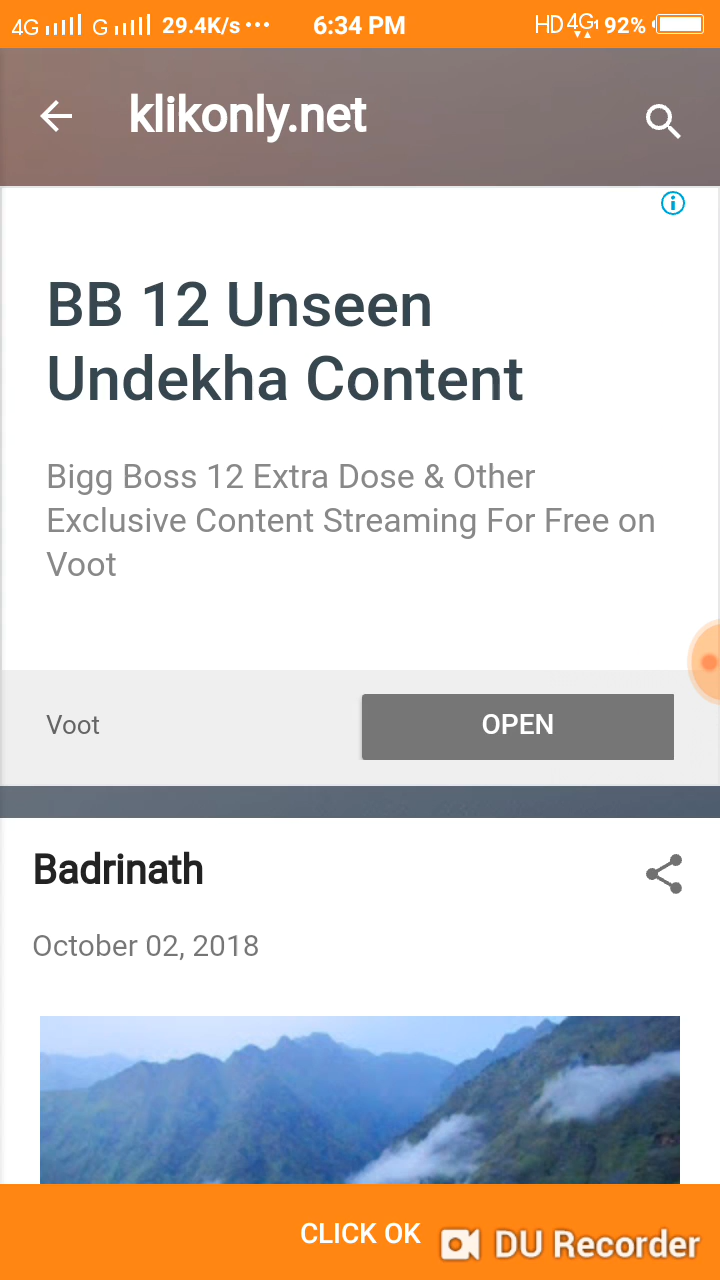 4G G 29.4K/s ... 6:34 PM HD 4G 92%
klikonly.net
BB 12 Unseen
Undekha Content
Bigg Boss 12 Extra Dose & Other
Exclusive Content Streaming For Free on
Voot
Voot OPEN
Badrinath
October 02, 2018
CLICK OK DU Recorder